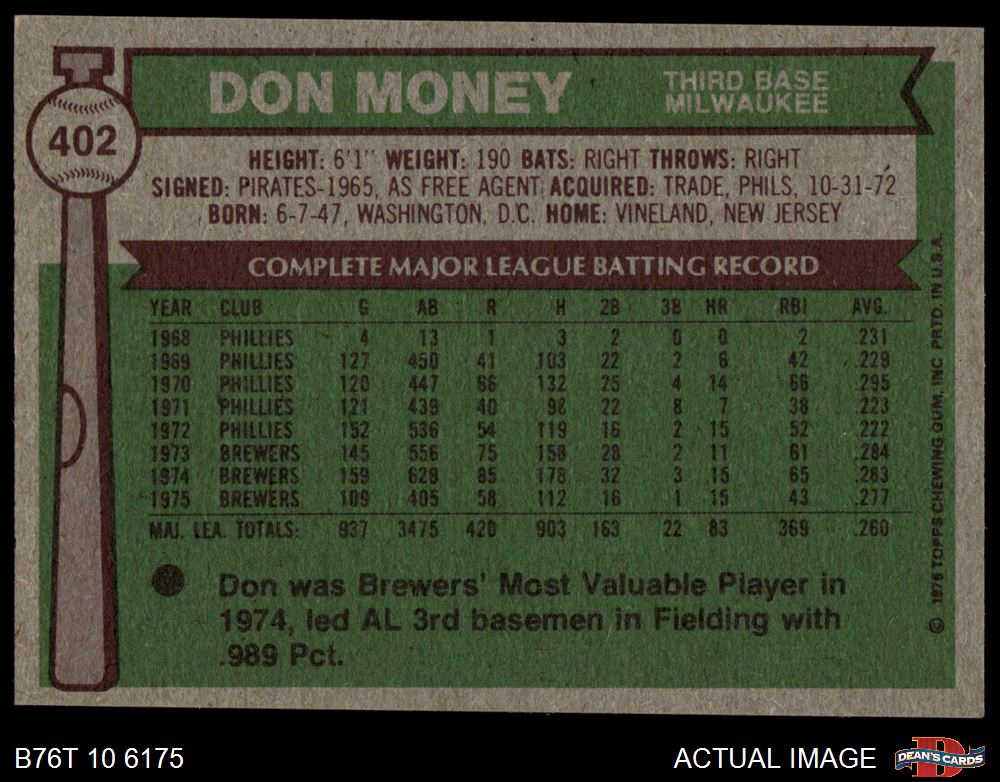 DON MONEY
THIRD BASE
MILWAUKEE
402
HEIGHT: 6'1" WEIGHT: 190 BATS: RIGHT THROWS: RIGHT
SIGNED: PIRATES-1965, AS FREE AGENT ACQUIRED: TRADE, PHILS, 10-31-72
BORN: 6-7-47, WASHINGTON, D.C. HOME: VINELAND, NEW JERSEY
COMPLETE MAJOR LEAGUE BATTING RECORD
YEAR CLUB G AB R H 2B 3B HR RBI AVG.
1968 PHILLIES 4 13 1 3 2 0 0 2 .231
1969 PHILLIES 127 450 41 103 22 2 6 42 .229
1970 PHILLIES 120 447 66 132 25 4 14 66 .295
1971 PHILLIES 121 439 40 98 22 8 7 38 .223
1972 PHILLIES 152 536 54 119 16 2 15 52 .222
1973 BREWERS 145 556 75 158 28 2 11 61 .284
1974 BREWERS 159 629 85 178 32 3 15 65 .283
1975 BREWERS 109 405 58 112 16 1 15 43 .277
MAJ. LEA. TOTALS: 937 3475 420 903 163 22 83 369 .260
Don was Brewers' Most Valuable Player in
1974, led AL 3rd basemen in Fielding with
.989 Pct.
© 1976 TOPPS CHEWING GUM, INC PRTD. IN U.S.A.
B76T 10 6175
ACTUAL IMAGE
D
DEAN'S CARDS